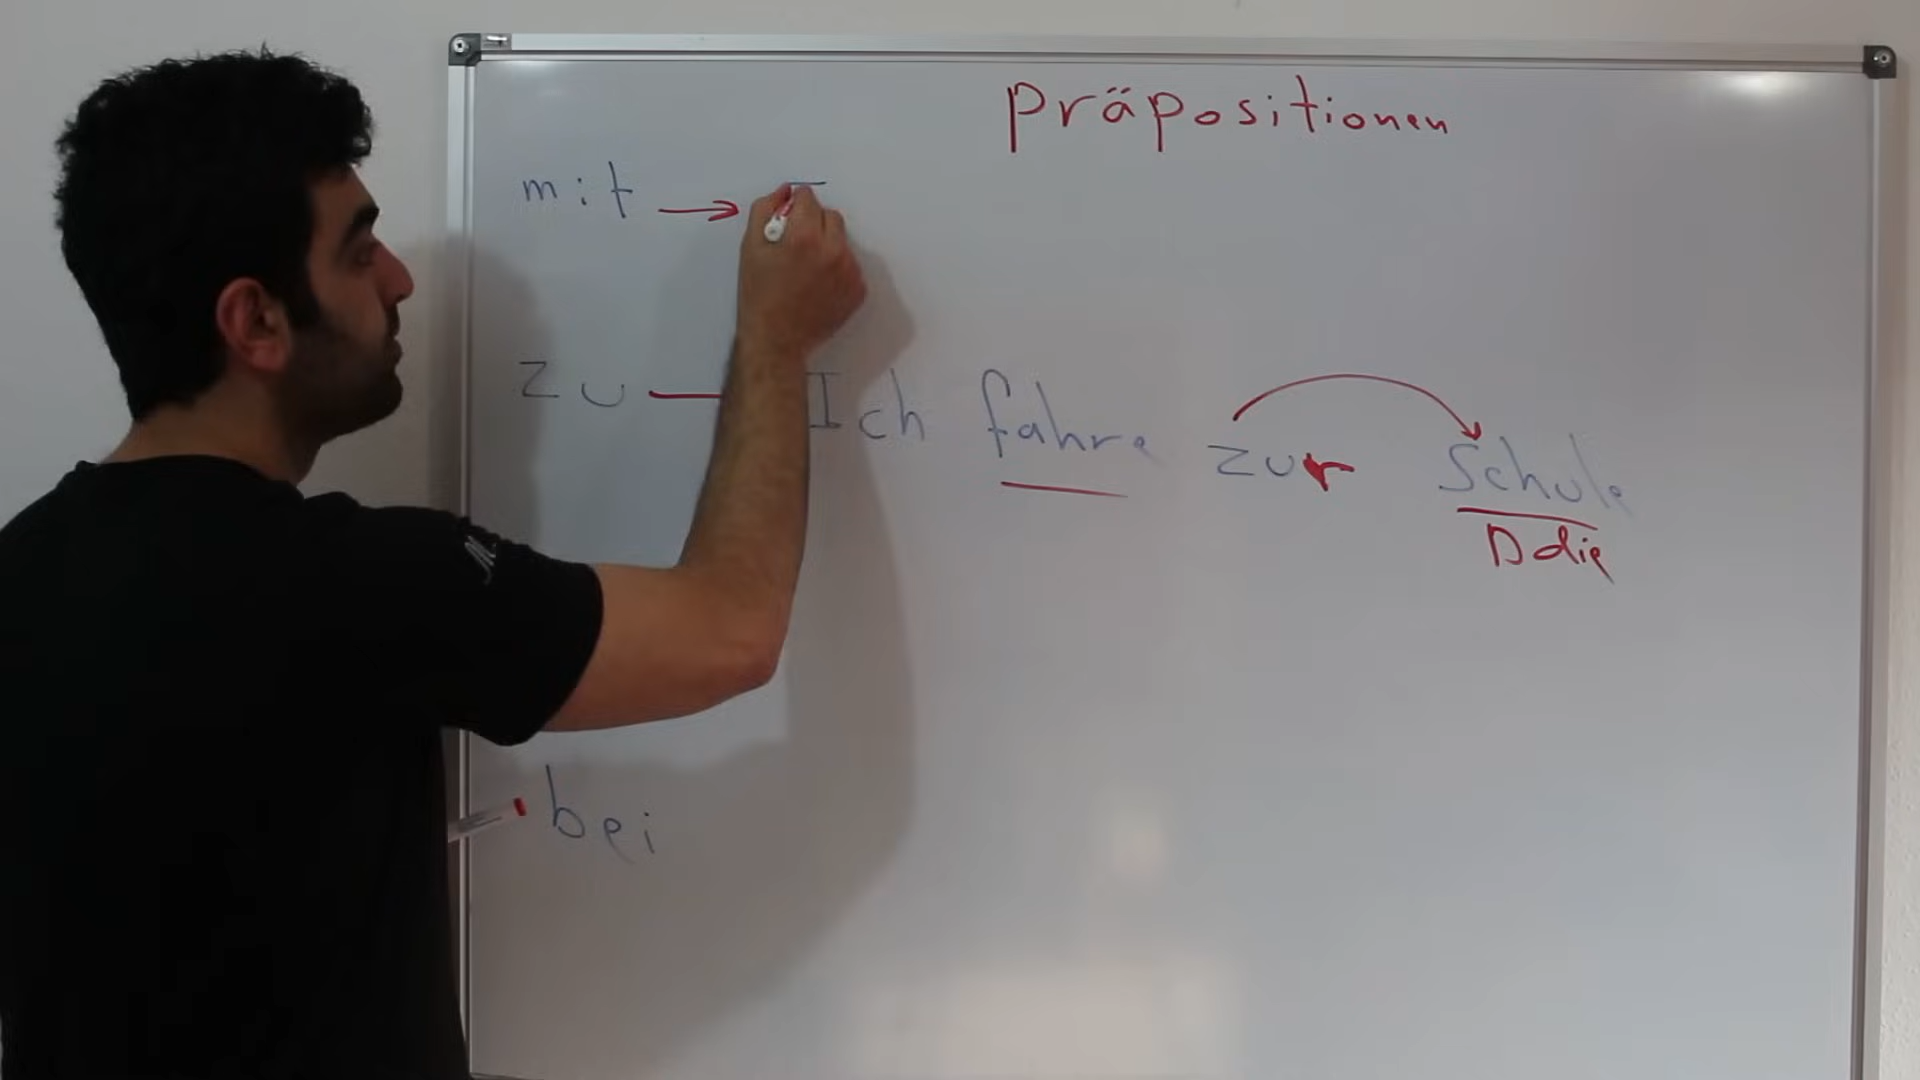 Präpositionen
mit →
zu — Ich fahre zur Schule
D die
bei